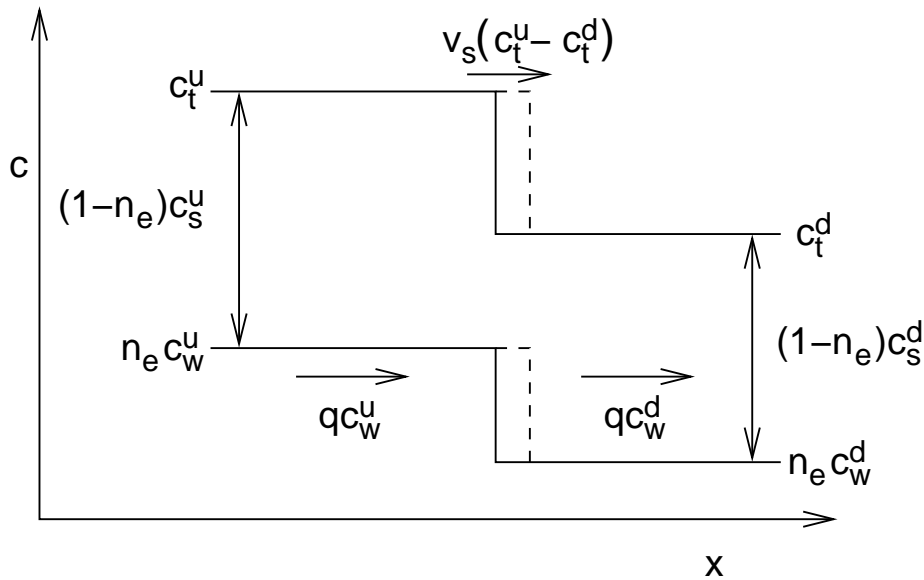 v_s(c_t^u − c_t^d)
c_t^u
c
(1−n_e)c_s^u
c_t^d
n_e c_w^u
(1−n_e)c_s^d
qc_w^u
qc_w^d
n_e c_w^d
x